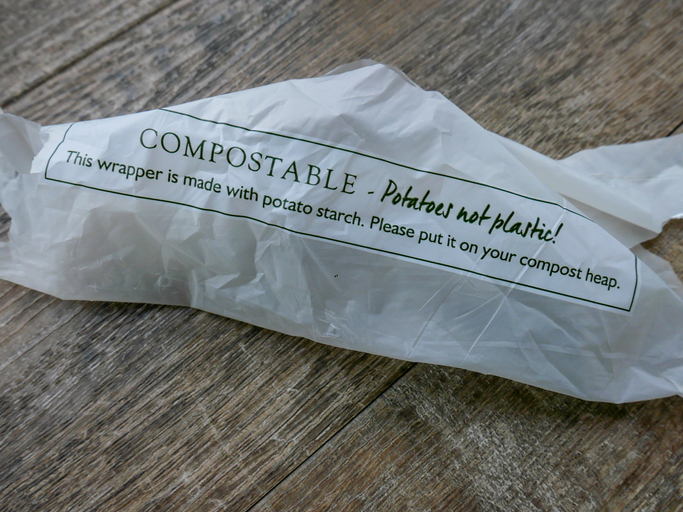 COMPOSTABLE - Potatoes not plastic!
This wrapper is made with potato starch. Please put it on your compost heap.